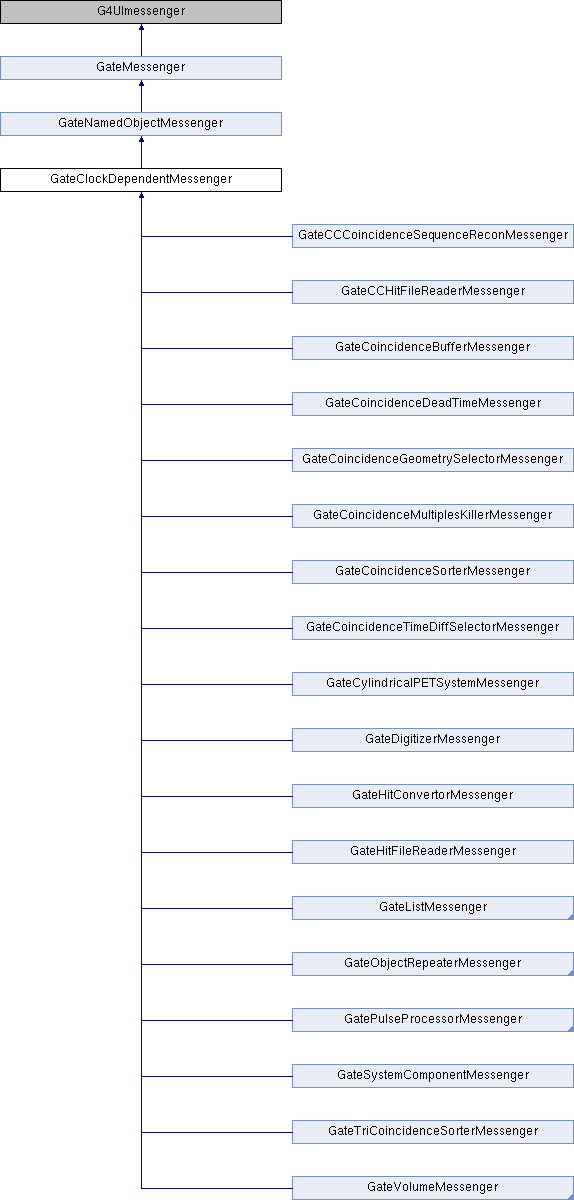 G4UImessenger
GateMessenger
GateNamedObjectMessenger
GateClockDependentMessenger
GateCCCoincidenceSequenceReconMessenger
GateCCHitFileReaderMessenger
GateCoincidenceBufferMessenger
GateCoincidenceDeadTimeMessenger
GateCoincidenceGeometrySelectorMessenger
GateCoincidenceMultiplesKillerMessenger
GateCoincidenceSorterMessenger
GateCoincidenceTimeDiffSelectorMessenger
GateCylindricalPETSystemMessenger
GateDigitizerMessenger
GateHitConvertorMessenger
GateHitFileReaderMessenger
GateListMessenger
GateObjectRepeaterMessenger
GatePulseProcessorMessenger
GateSystemComponentMessenger
GateTriCoincidenceSorterMessenger
GateVolumeMessenger